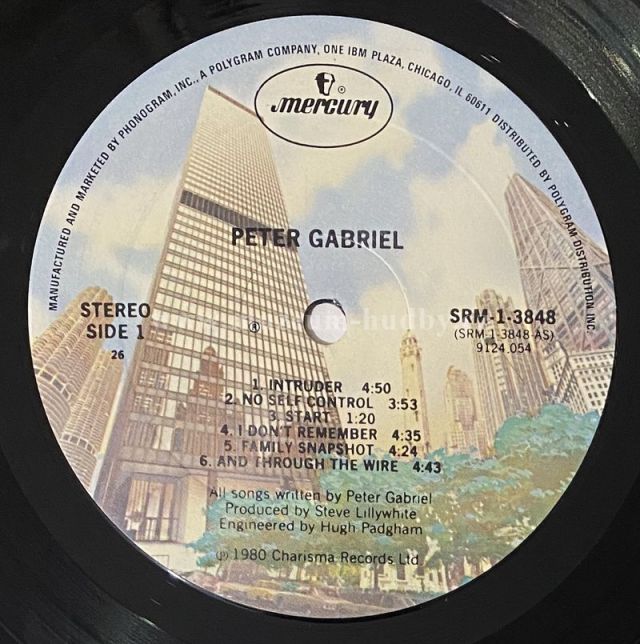 MANUFACTURED AND MARKETED BY PHONOGRAM, INC., A POLYGRAM COMPANY, ONE IBM PLAZA, CHICAGO, IL 60611 DISTRIBUTED BY POLYGRAM DISTRIBUTION, INC.
mercury ®
PETER GABRIEL
STEREO
SIDE 1
26
®
SRM-1-3848
(SRM-1-3848-AS)
9124.054
1. INTRUDER 4:50
2. NO SELF CONTROL 3:53
3. START 1:20
4. I DON'T REMEMBER 4:35
5. FAMILY SNAPSHOT 4:24
6. AND THROUGH THE WIRE 4:43
All songs written by Peter Gabriel
Produced by Steve Lillywhite
Engineered by Hugh Padgham
℗ 1980 Charisma Records Ltd